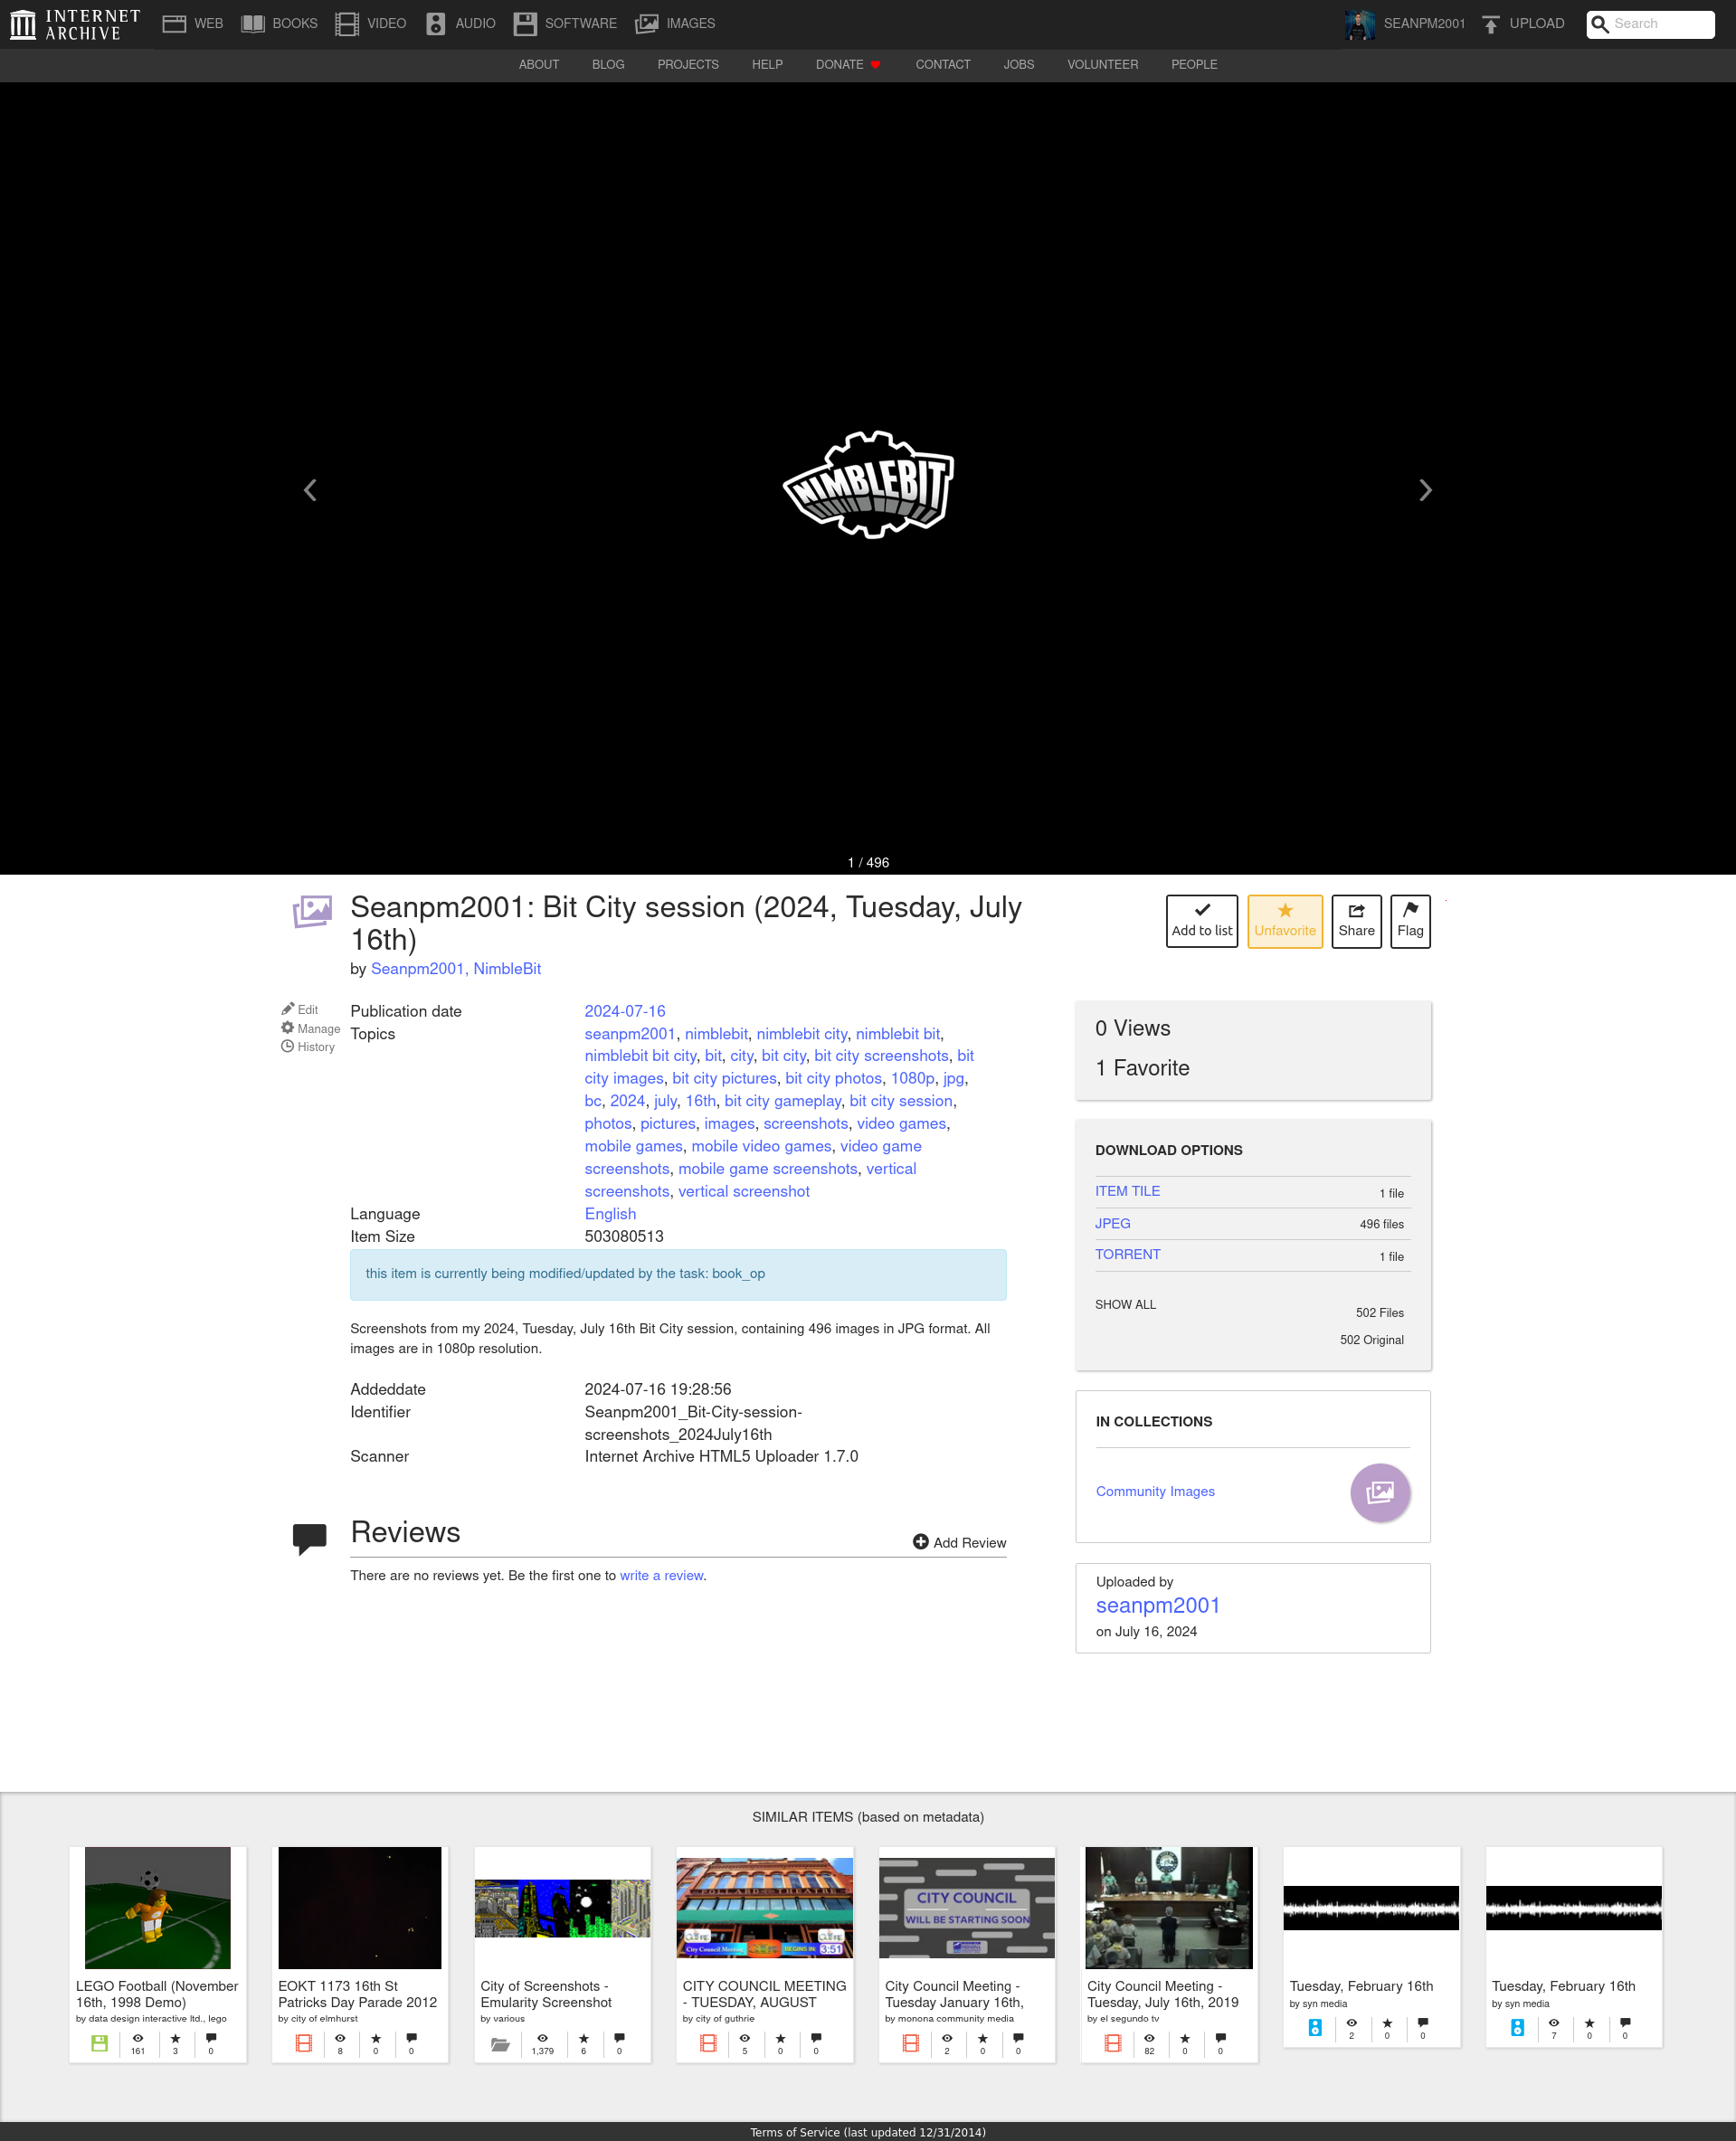 INTERNET ARCHIVE
WEB BOOKS VIDEO AUDIO SOFTWARE IMAGES SEANPM2001 UPLOAD Search
ABOUT BLOG PROJECTS HELP DONATE CONTACT JOBS VOLUNTEER PEOPLE
NIMBLEBIT
1 / 496
Seanpm2001: Bit City session (2024, Tuesday, July
16th)
by Seanpm2001, NimbleBit
Add to list Unfavorite Share Flag
Edit
Manage
History
Publication date 2024-07-16
Topics seanpm2001, nimblebit, nimblebit city, nimblebit bit,
nimblebit bit city, bit, city, bit city, bit city screenshots, bit
city images, bit city pictures, bit city photos, 1080p, jpg,
bc, 2024, july, 16th, bit city gameplay, bit city session,
photos, pictures, images, screenshots, video games,
mobile games, mobile video games, video game
screenshots, mobile game screenshots, vertical
screenshots, vertical screenshot
Language English
Item Size 503080513
this item is currently being modified/updated by the task: book_op
Screenshots from my 2024, Tuesday, July 16th Bit City session, containing 496 images in JPG format. All
images are in 1080p resolution.
Addeddate 2024-07-16 19:28:56
Identifier Seanpm2001_Bit-City-session-
screenshots_2024July16th
Scanner Internet Archive HTML5 Uploader 1.7.0
Reviews
Add Review
There are no reviews yet. Be the first one to write a review.
0 Views
1 Favorite
DOWNLOAD OPTIONS
ITEM TILE 1 file
JPEG 496 files
TORRENT 1 file
SHOW ALL 502 Files
502 Original
IN COLLECTIONS
Community Images
Uploaded by
seanpm2001
on July 16, 2024
SIMILAR ITEMS (based on metadata)
LEGO Football (November
16th, 1998 Demo)
by data design interactive ltd., lego
161 3 0
EOKT 1173 16th St
Patricks Day Parade 2012
by city of elmhurst
8 0 0
City of Screenshots -
Emularity Screenshot
by various
1,379 6 0
City Council Meeting BEGINS IN 3:51
CITY COUNCIL MEETING
- TUESDAY, AUGUST
by city of guthrie
5 0 0
CITY COUNCIL
WILL BE STARTING SOON
City Council Meeting -
Tuesday January 16th,
by monona community media
2 0 0
City Council Meeting -
Tuesday, July 16th, 2019
by el segundo tv
82 0 0
Tuesday, February 16th
by syn media
2 0 0
Tuesday, February 16th
by syn media
7 0 0
Terms of Service (last updated 12/31/2014)